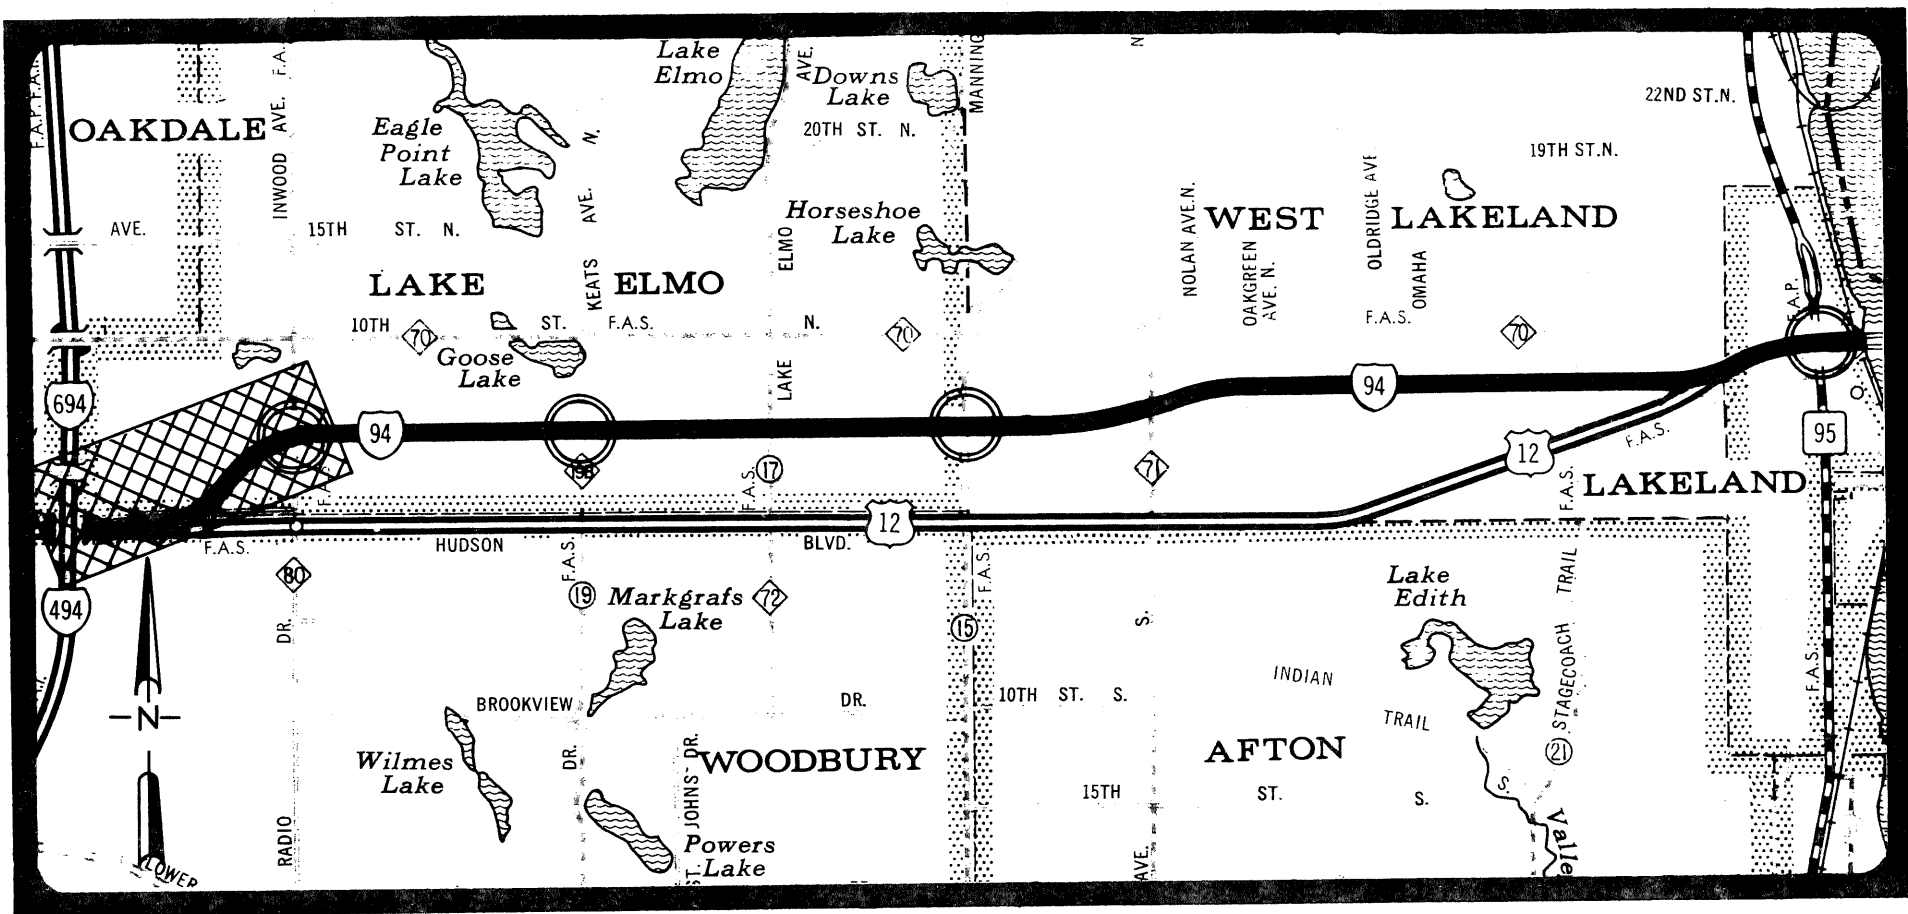 Lake
Elmo
AVE.
Downs
Lake
MANNING
N
22ND ST.N.
F.A.P.
OAKDALE
INWOOD AVE. F.A.
Eagle
Point
Lake
N.
20TH ST. N.
19TH ST.N.
AVE.
15TH ST. N.
KEATS AVE.
Horseshoe
Lake
ELMO
NOLAN AVE.N.
WEST LAKELAND
OLDRIDGE AVE
OAKGREEN
AVE. N.
OMAHA
LAKE ELMO
10TH ST. F.A.S. N.
70
70
F.A.S.
70
F.A.P.
Goose
Lake
LAKE
694
94
94
95
12
F.A.S.
17
F.A.S.
71
F.A.S.
LAKELAND
O.
12
F.A.S.
HUDSON BLVD.
F.A.S.
F.A.S.
80
494
19
Markgrafs
Lake
72
15
S.
Lake
Edith
STAGECOACH TRAIL
F.A.S.
DR.
INDIAN
TRAIL
N
BROOKVIEW DR.
10TH ST. S.
Wilmes
Lake
DR.
ST. JOHNS DR.
WOODBURY
AFTON
21
15TH ST. S.
S.
Valle
RADIO
Powers
Lake
AVE.
LOWER